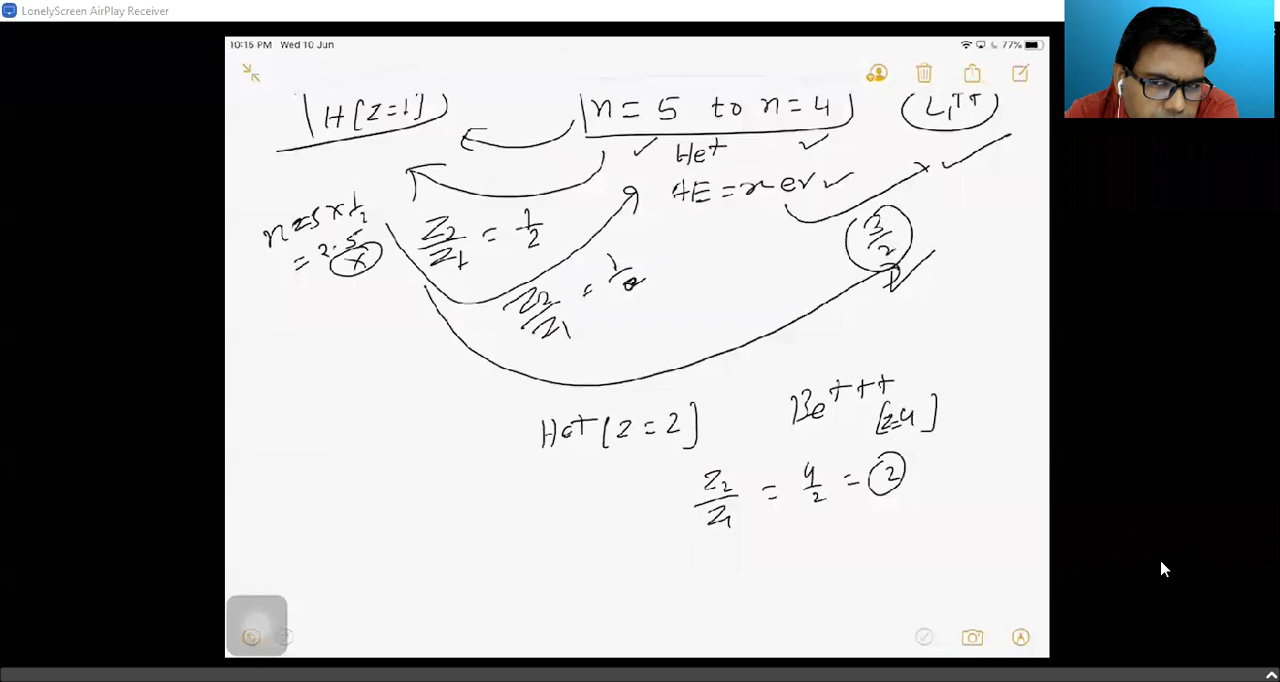 LonelyScreen AirPlay Receiver
10:15 PM Wed 10 Jun
77%
H[Z=1]
n = 5 to n = 4
Li++
He+
ΔE = x ev
n = 5 x 1/2
= 2.5
x
Z2/Z1 = 1/2
3/2
Z2/Z1 =
He+ [Z = 2]
Be+++
[Z=4]
Z2/Z1 = 4/2 = 2